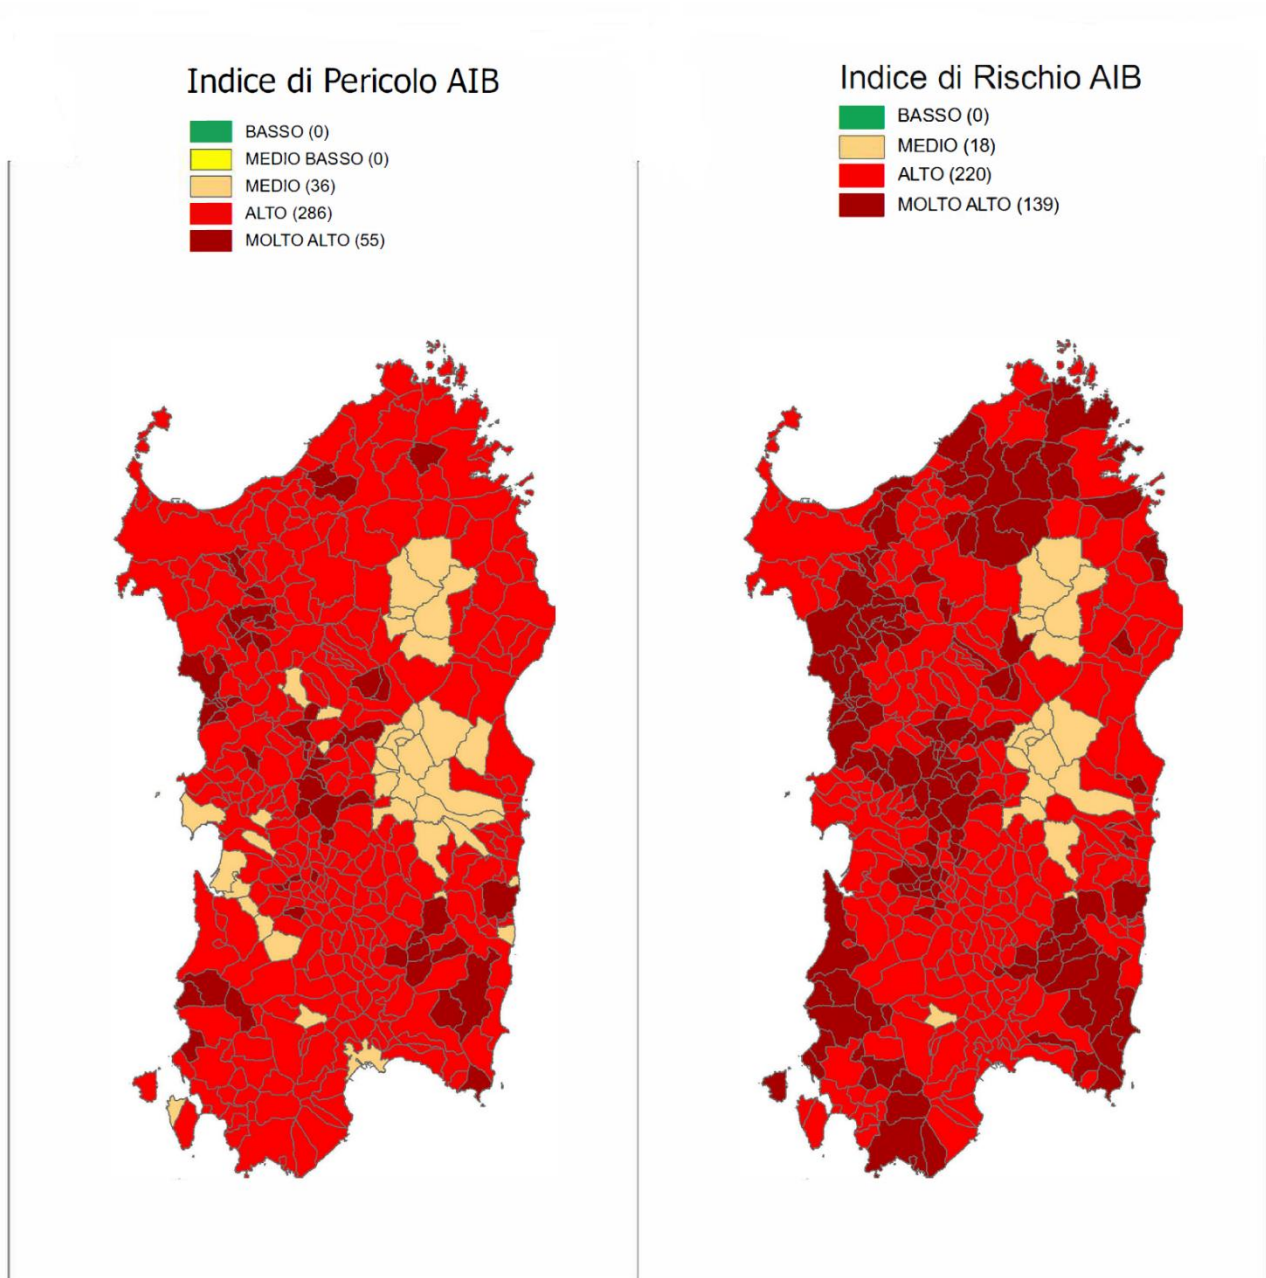 Indice di Pericolo AIB
BASSO (0)
MEDIO BASSO (0)
MEDIO (36)
ALTO (286)
MOLTO ALTO (55)
Indice di Rischio AIB
BASSO (0)
MEDIO (18)
ALTO (220)
MOLTO ALTO (139)